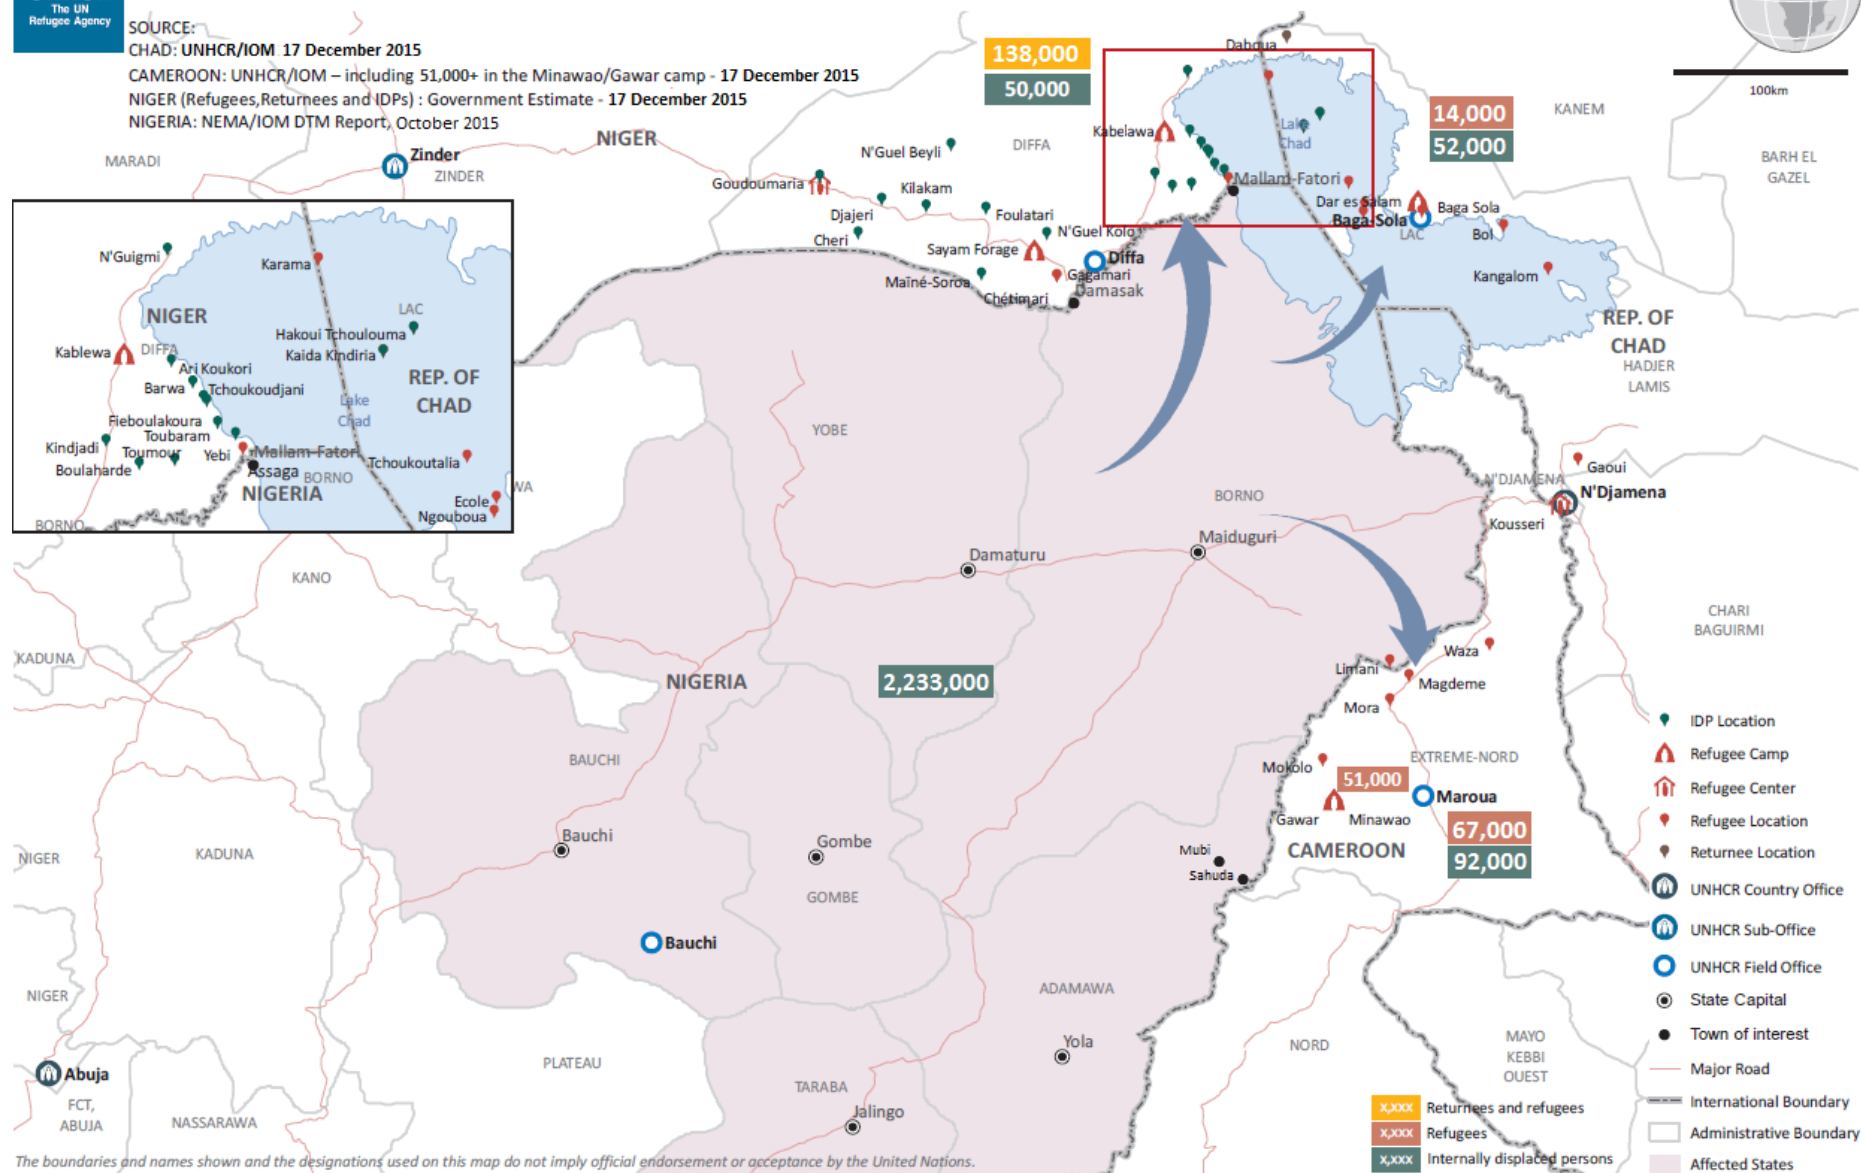 The UN
Refugee Agency
SOURCE:
CHAD: UNHCR/IOM 17 December 2015
CAMEROON: UNHCR/IOM – including 51,000+ in the Minawao/Gawar camp - 17 December 2015
NIGER (Refugees,Returnees and IDPs) : Government Estimate - 17 December 2015
NIGERIA: NEMA/IOM DTM Report, October 2015
138,000
50,000
14,000
52,000
100km
Daboua
KANEM
BARH EL
GAZEL
NIGER
MARADI
Zinder
ZINDER
DIFFA
N'Guel Beyli
Goudoumaria
Kilakam
Djajeri
Cheri
Foulatari
N'Guel Kolo
Sayam Forage
Maïné-Soroa
Chétimari
Gagamari
Diffa
Damasak
Kabelawa
Lake
Chad
Mallam-Fatori
Dar es Salam
Baga-Sola
Baga Sola
LAC
Bol
Kangalom
REP. OF
CHAD
HADJER
LAMIS
N'Guigmi
Karama
NIGER
LAC
Hakoui Tchoulouma
Kaida Kindiria
Kablewa
DIFFA
Ari Koukori
Barwa
Tchoukoudjani
REP. OF
CHAD
Lake
Chad
Fieboulakoura
Toubaram
Kindjadi
Toumour
Yebi
Mallam-Fatori
Boulaharde
Assaga
BORNO
Tchoukoutalia
NIGERIA
Ecole
Ngouboua
BORNO
WA
YOBE
BORNO
N'DJAMENA
Gaoui
N'Djamena
Kousseri
Maiduguri
Damaturu
KANO
CHARI
BAGUIRMI
KADUNA
NIGERIA
2,233,000
Waza
Limani
Magdeme
Mora
BAUCHI
Mokolo
EXTREME-NORD
51,000
Maroua
Gawar
Minawao
67,000
92,000
CAMEROON
Bauchi
Gombe
GOMBE
Mubi
Sahuda
NIGER
KADUNA
Bauchi
ADAMAWA
NIGER
Yola
NORD
MAYO
KEBBI
OUEST
PLATEAU
TARABA
Jalingo
Abuja
FCT,
ABUJA
NASSARAWA
IDP Location
Refugee Camp
Refugee Center
Refugee Location
Returnee Location
UNHCR Country Office
UNHCR Sub-Office
UNHCR Field Office
State Capital
Town of interest
Major Road
International Boundary
Administrative Boundary
Affected States
x,xxx Returnees and refugees
x,xxx Refugees
x,xxx Internally displaced persons
The boundaries and names shown and the designations used on this map do not imply official endorsement or acceptance by the United Nations.